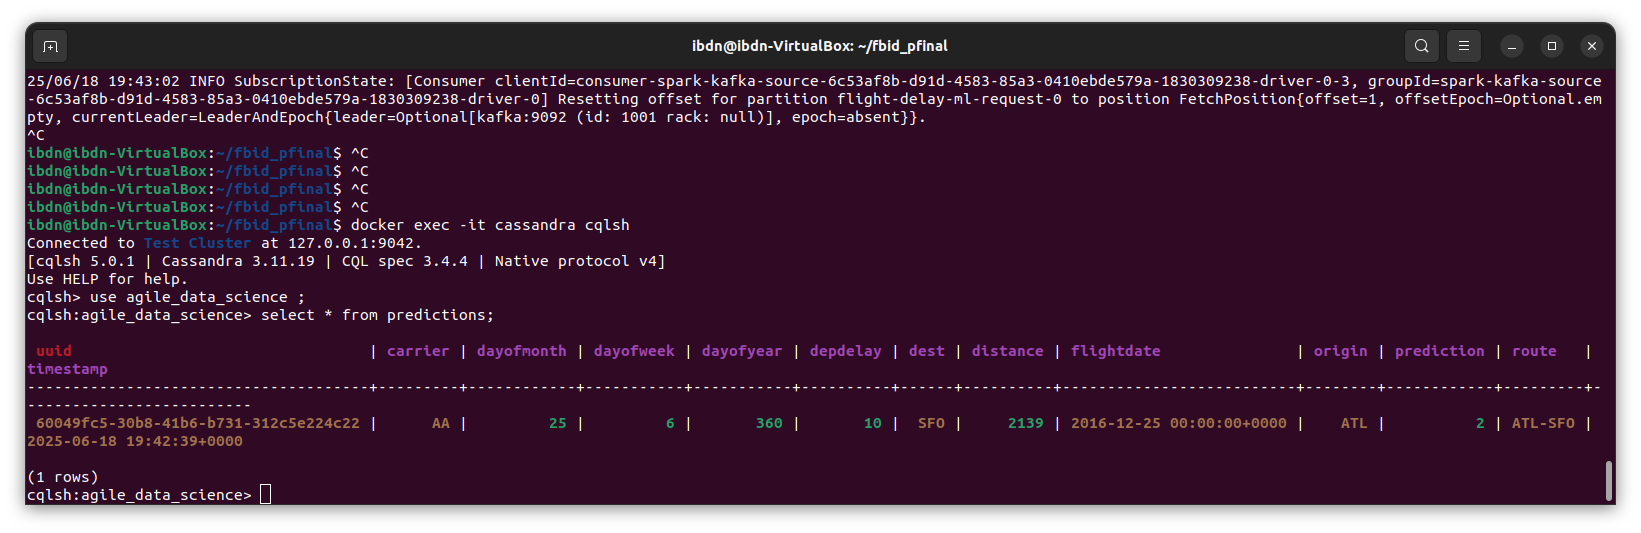 ibdn@ibdn-VirtualBox: ~/fbid_pfinal
25/06/18 19:43:02 INFO SubscriptionState: [Consumer clientId=consumer-spark-kafka-source-6c53af8b-d91d-4583-85a3-0410ebde579a-1830309238-driver-0-3, groupId=spark-kafka-source
-6c53af8b-d91d-4583-85a3-0410ebde579a-1830309238-driver-0] Resetting offset for partition flight-delay-ml-request-0 to position FetchPosition{offset=1, offsetEpoch=Optional.em
pty, currentLeader=LeaderAndEpoch{leader=Optional[kafka:9092 (id: 1001 rack: null)], epoch=absent}}.
^C
ibdn@ibdn-VirtualBox:~/fbid_pfinal$ ^C
ibdn@ibdn-VirtualBox:~/fbid_pfinal$ ^C
ibdn@ibdn-VirtualBox:~/fbid_pfinal$ ^C
ibdn@ibdn-VirtualBox:~/fbid_pfinal$ ^C
ibdn@ibdn-VirtualBox:~/fbid_pfinal$ docker exec -it cassandra cqlsh
Connected to Test Cluster at 127.0.0.1:9042.
[cqlsh 5.0.1 | Cassandra 3.11.19 | CQL spec 3.4.4 | Native protocol v4]
Use HELP for help.
cqlsh> use agile_data_science ;
cqlsh:agile_data_science> select * from predictions;
 uuid                                 | carrier | dayofmonth | dayofweek | dayofyear | depdelay | dest | distance | flightdate               | origin | prediction | route   |
timestamp
--------------------------------------+---------+------------+-----------+-----------+----------+------+----------+--------------------------+--------+------------+---------+-
-------------------------
 60049fc5-30b8-41b6-b731-312c5e224c22 |      AA |         25 |         6 |       360 |       10 |  SFO |     2139 | 2016-12-25 00:00:00+0000 |    ATL |          2 | ATL-SFO |
2025-06-18 19:42:39+0000
(1 rows)
cqlsh:agile_data_science>